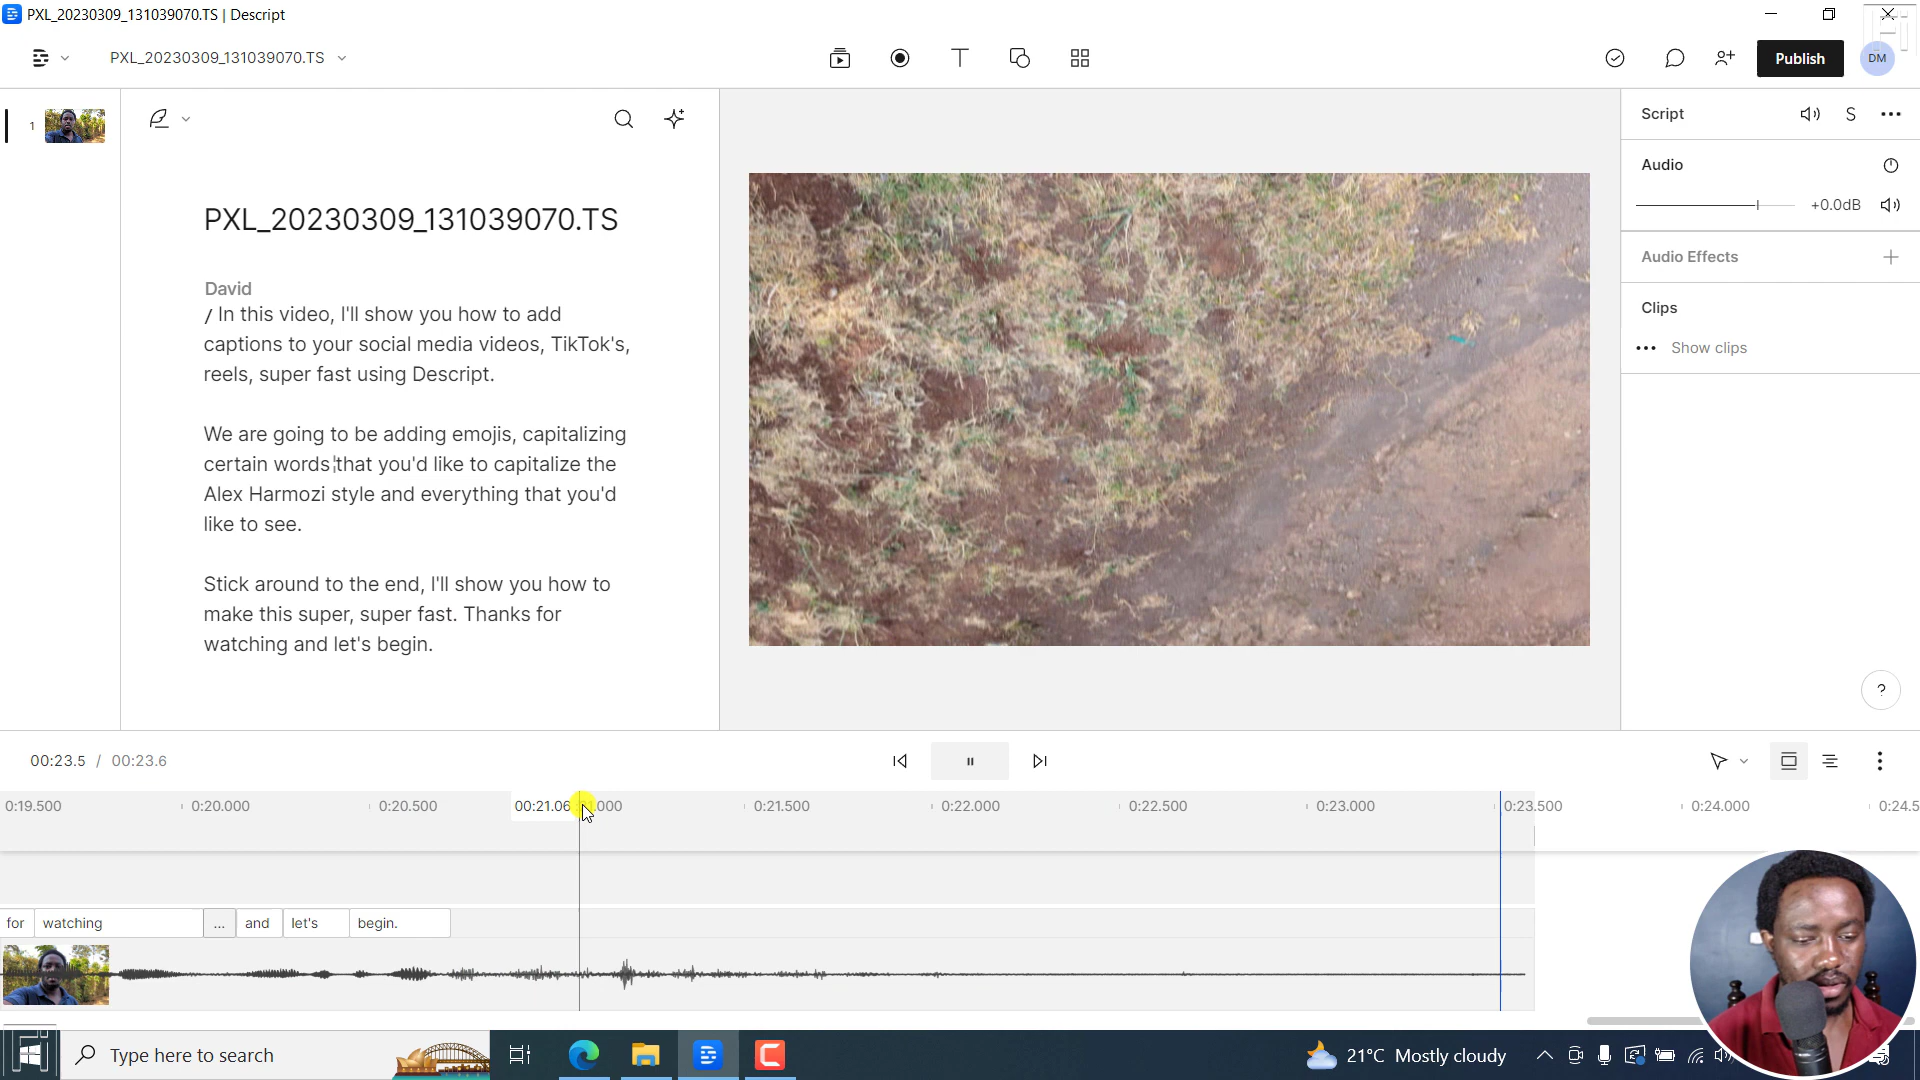 PXL_20230309_131039070.TS | Descript
PXL_20230309_131039070.TS
Publish
DM
1
Script
S
Audio
+0.0dB
Audio Effects
Clips
Show clips
PXL_20230309_131039070.TS
David
/ In this video, I'll show you how to add
captions to your social media videos, TikTok's,
reels, super fast using Descript.
We are going to be adding emojis, capitalizing
certain words that you'd like to capitalize the
Alex Harmozi style and everything that you'd
like to see.
Stick around to the end, I'll show you how to
make this super, super fast. Thanks for
watching and let's begin.
?
00:23.5 / 00:23.6
0:19.500 0:20.000 0:20.500 00:21.06 0:21.500 0:22.000 0:22.500 0:23.000 0:23.500 0:24.000 0:24.5
for watching ... and let's begin.
Type here to search
21°C Mostly cloudy